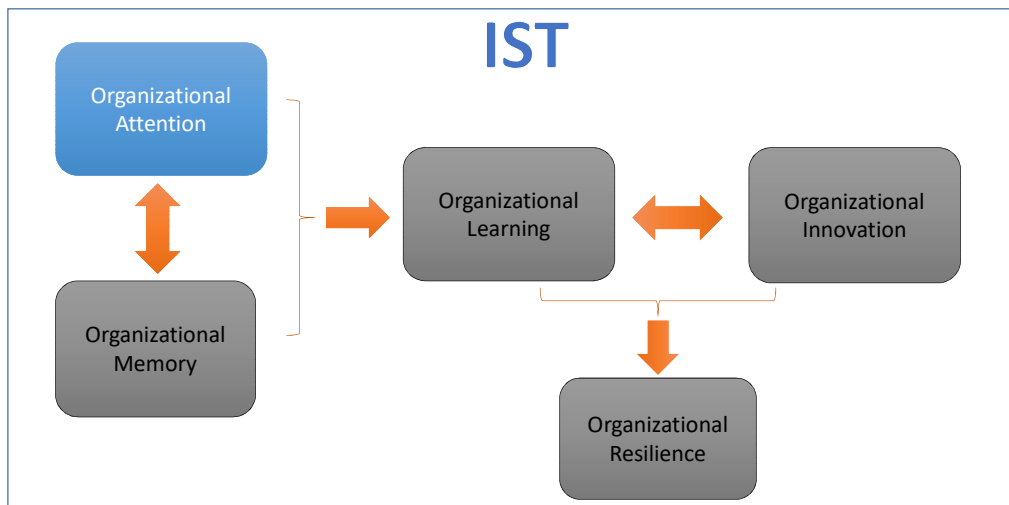 IST
Organizational
Attention
Organizational
Memory
Organizational
Learning
Organizational
Innovation
Organizational
Resilience